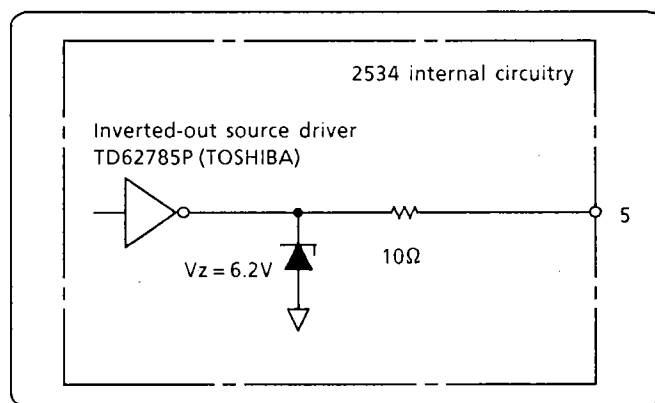 2534 internal circuitry
Inverted-out source driver
TD62785P (TOSHIBA)
5
Vz = 6.2V
10Ω